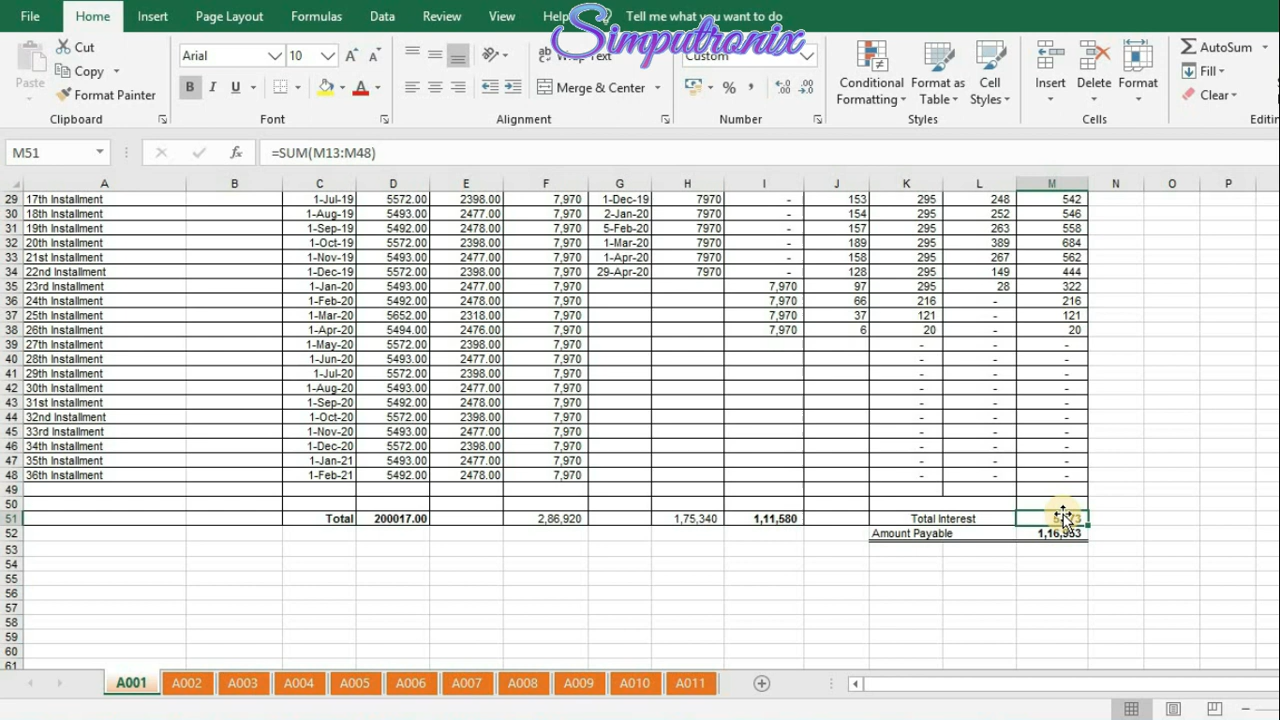 File Home Insert Page Layout Formulas Data Review View Help Tell me what you want to do
Simputronix
Cut
Copy
Format Painter
Paste
Clipboard
Arial 10
B I U
Font
Wrap Text
Merge & Center
Alignment
Custom
%
Number
Conditional Formatting
Format as Table
Cell Styles
Styles
Insert Delete Format
Cells
AutoSum
Fill
Clear
M51 fx =SUM(M13:M48)
A B C D E F G H I J K L M N O P
29 17th Installment 1-Jul-19 5572.00 2398.00 7,970 1-Dec-19 7970 - 153 295 248 542
30 18th Installment 1-Aug-19 5493.00 2477.00 7,970 2-Jan-20 7970 - 154 295 252 546
31 19th Installment 1-Sep-19 5492.00 2478.00 7,970 5-Feb-20 7970 - 157 295 263 558
32 20th Installment 1-Oct-19 5572.00 2398.00 7,970 1-Mar-20 7970 - 189 295 389 684
33 21st Installment 1-Nov-19 5493.00 2477.00 7,970 1-Apr-20 7970 - 158 295 267 562
34 22nd Installment 1-Dec-19 5572.00 2398.00 7,970 29-Apr-20 7970 - 128 295 149 444
35 23rd Installment 1-Jan-20 5493.00 2477.00 7,970 7,970 97 295 28 322
36 24th Installment 1-Feb-20 5492.00 2478.00 7,970 7,970 66 216 - 216
37 25th Installment 1-Mar-20 5652.00 2318.00 7,970 7,970 37 121 - 121
38 26th Installment 1-Apr-20 5494.00 2476.00 7,970 7,970 6 20 - 20
39 27th Installment 1-May-20 5572.00 2398.00 7,970 - - -
40 28th Installment 1-Jun-20 5493.00 2477.00 7,970 - - -
41 29th Installment 1-Jul-20 5572.00 2398.00 7,970 - - -
42 30th Installment 1-Aug-20 5493.00 2477.00 7,970 - - -
43 31st Installment 1-Sep-20 5492.00 2478.00 7,970 - - -
44 32nd Installment 1-Oct-20 5572.00 2398.00 7,970 - - -
45 33rd Installment 1-Nov-20 5493.00 2477.00 7,970 - - -
46 34th Installment 1-Dec-20 5572.00 2398.00 7,970 - - -
47 35th Installment 1-Jan-21 5493.00 2477.00 7,970 - - -
48 36th Installment 1-Feb-21 5492.00 2478.00 7,970 - - -
49
50
51 Total 200017.00 2,86,920 1,75,340 1,11,580 Total Interest
52 Amount Payable
53
54
55
56
57
58
59
60
61
A001 A002 A003 A004 A005 A006 A007 A008 A009 A010 A011